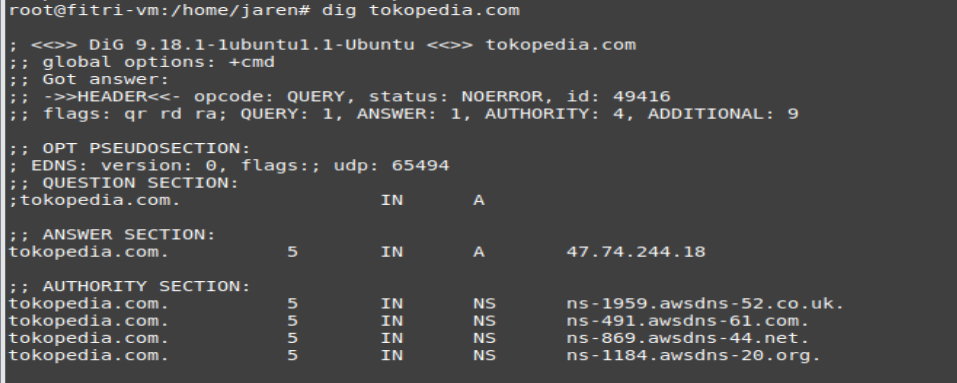 root@fitri-vm:/home/jaren# dig tokopedia.com
; <<>> DiG 9.18.1-1ubuntu1.1-Ubuntu <<>> tokopedia.com
;; global options: +cmd
;; Got answer:
;; ->>HEADER<<- opcode: QUERY, status: NOERROR, id: 49416
;; flags: qr rd ra; QUERY: 1, ANSWER: 1, AUTHORITY: 4, ADDITIONAL: 9
;; OPT PSEUDOSECTION:
; EDNS: version: 0, flags:; udp: 65494
;; QUESTION SECTION:
;tokopedia.com. IN A
;; ANSWER SECTION:
tokopedia.com. 5 IN A 47.74.244.18
;; AUTHORITY SECTION:
tokopedia.com. 5 IN NS ns-1959.awsdns-52.co.uk.
tokopedia.com. 5 IN NS ns-491.awsdns-61.com.
tokopedia.com. 5 IN NS ns-869.awsdns-44.net.
tokopedia.com. 5 IN NS ns-1184.awsdns-20.org.